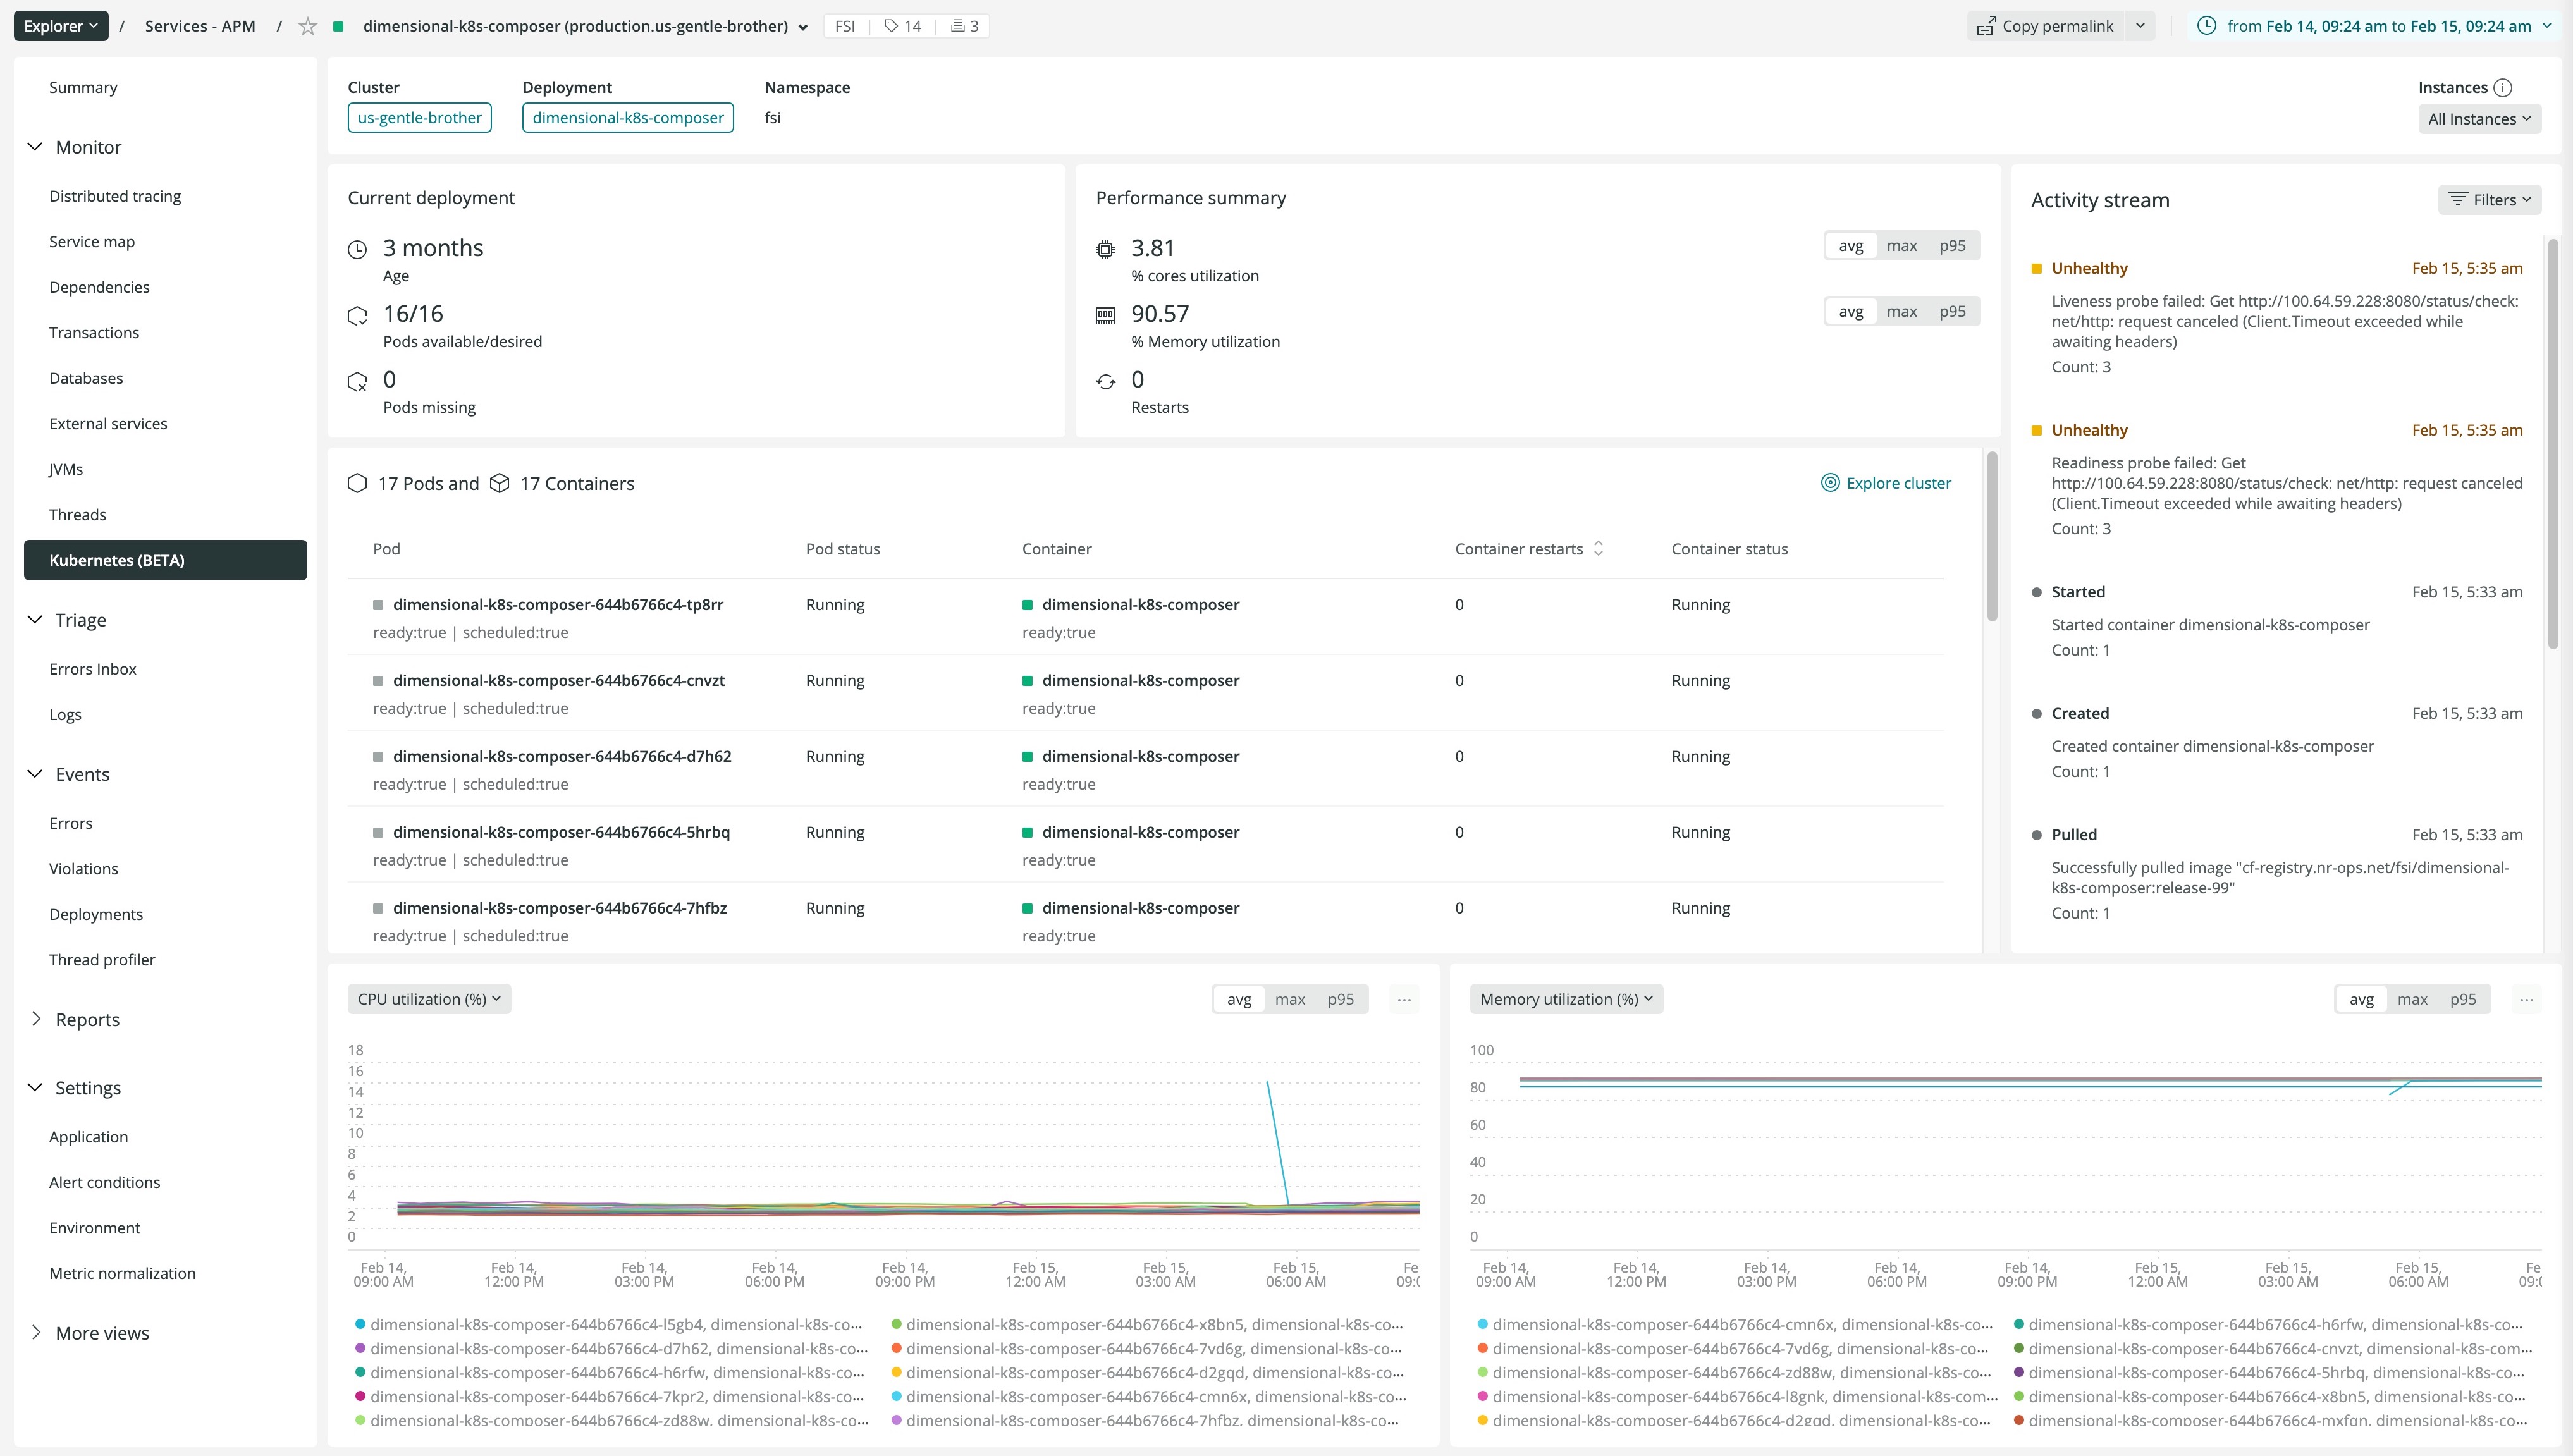 Explorer / Services - APM / dimensional-k8s-composer (production.us-gentle-brother) FSI 14 3 Copy permalink from Feb 14, 09:24 am to Feb 15, 09:24 am
Summary
Monitor
Distributed tracing
Service map
Dependencies
Transactions
Databases
External services
JVMs
Threads
Kubernetes (BETA)
Triage
Errors Inbox
Logs
Events
Errors
Violations
Deployments
Thread profiler
Reports
Settings
Application
Alert conditions
Environment
Metric normalization
More views
Cluster Deployment Namespace
us-gentle-brother dimensional-k8s-composer fsi
Instances
All Instances
Current deployment
3 months
Age
16/16
Pods available/desired
0
Pods missing
Performance summary
3.81
% cores utilization
avg max p95
90.57
% Memory utilization
avg max p95
0
Restarts
17 Pods and 17 Containers Explore cluster
Pod Pod status Container Container restarts Container status
dimensional-k8s-composer-644b6766c4-tp8rr Running dimensional-k8s-composer 0 Running
ready:true | scheduled:true ready:true
dimensional-k8s-composer-644b6766c4-cnvzt Running dimensional-k8s-composer 0 Running
ready:true | scheduled:true ready:true
dimensional-k8s-composer-644b6766c4-d7h62 Running dimensional-k8s-composer 0 Running
ready:true | scheduled:true ready:true
dimensional-k8s-composer-644b6766c4-5hrbq Running dimensional-k8s-composer 0 Running
ready:true | scheduled:true ready:true
dimensional-k8s-composer-644b6766c4-7hfbz Running dimensional-k8s-composer 0 Running
ready:true | scheduled:true ready:true
Activity stream Filters
Unhealthy Feb 15, 5:35 am
Liveness probe failed: Get http://100.64.59.228:8080/status/check:
net/http: request canceled (Client.Timeout exceeded while
awaiting headers)
Count: 3
Unhealthy Feb 15, 5:35 am
Readiness probe failed: Get
http://100.64.59.228:8080/status/check: net/http: request canceled
(Client.Timeout exceeded while awaiting headers)
Count: 3
Started Feb 15, 5:33 am
Started container dimensional-k8s-composer
Count: 1
Created Feb 15, 5:33 am
Created container dimensional-k8s-composer
Count: 1
Pulled Feb 15, 5:33 am
Successfully pulled image "cf-registry.nr-ops.net/fsi/dimensional-
k8s-composer:release-99"
Count: 1
CPU utilization (%) avg max p95 ...
18
16
14
12
10
8
6
4
2
0
Feb 14, Feb 14, Feb 14, Feb 14, Feb 14, Feb 15, Feb 15, Feb 15, Fe
09:00 AM 12:00 PM 03:00 PM 06:00 PM 09:00 PM 12:00 AM 03:00 AM 06:00 AM 09:0
dimensional-k8s-composer-644b6766c4-l5gb4, dimensional-k8s-co... dimensional-k8s-composer-644b6766c4-x8bn5, dimensional-k8s-co...
dimensional-k8s-composer-644b6766c4-d7h62, dimensional-k8s-co... dimensional-k8s-composer-644b6766c4-7vd6g, dimensional-k8s-co...
dimensional-k8s-composer-644b6766c4-h6rfw, dimensional-k8s-co... dimensional-k8s-composer-644b6766c4-d2gqd, dimensional-k8s-co...
dimensional-k8s-composer-644b6766c4-7kpr2, dimensional-k8s-co... dimensional-k8s-composer-644b6766c4-cmn6x, dimensional-k8s-co...
dimensional-k8s-composer-644b6766c4-zd88w, dimensional-k8s-co... dimensional-k8s-composer-644b6766c4-7hfbz, dimensional-k8s-co...
Memory utilization (%) avg max p95 ...
100
80
60
40
20
0
Feb 14, Feb 14, Feb 14, Feb 14, Feb 14, Feb 15, Feb 15, Feb 15, Fe
09:00 AM 12:00 PM 03:00 PM 06:00 PM 09:00 PM 12:00 AM 03:00 AM 06:00 AM 09:0
dimensional-k8s-composer-644b6766c4-cmn6x, dimensional-k8s-co... dimensional-k8s-composer-644b6766c4-h6rfw, dimensional-k8s-co...
dimensional-k8s-composer-644b6766c4-7vd6g, dimensional-k8s-co... dimensional-k8s-composer-644b6766c4-cnvzt, dimensional-k8s-com...
dimensional-k8s-composer-644b6766c4-zd88w, dimensional-k8s-co... dimensional-k8s-composer-644b6766c4-5hrbq, dimensional-k8s-co...
dimensional-k8s-composer-644b6766c4-l8gnk, dimensional-k8s-com... dimensional-k8s-composer-644b6766c4-x8bn5, dimensional-k8s-co...
dimensional-k8s-composer-644b6766c4-d2gqd, dimensional-k8s-co... dimensional-k8s-composer-644b6766c4-mxfqn, dimensional-k8s-co...